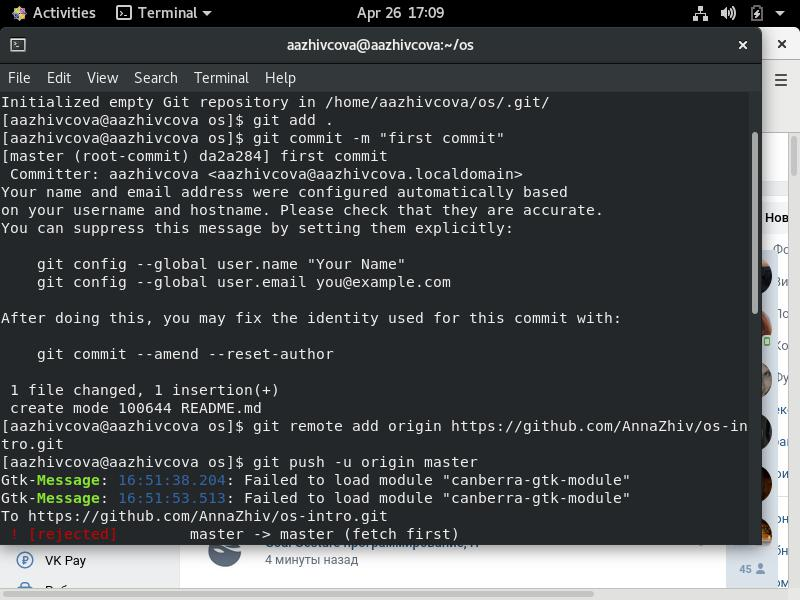 Activities
Terminal
Apr 26 17:09
aazhivcova@aazhivcova:~/os
File Edit View Search Terminal Help
Initialized empty Git repository in /home/aazhivcova/os/.git/
[aazhivcova@aazhivcova os]$ git add .
[aazhivcova@aazhivcova os]$ git commit -m "first commit"
[master (root-commit) da2a284] first commit
Committer: aazhivcova <aazhivcova@aazhivcova.localdomain>
Your name and email address were configured automatically based
on your username and hostname. Please check that they are accurate.
You can suppress this message by setting them explicitly:
git config --global user.name "Your Name"
git config --global user.email you@example.com
After doing this, you may fix the identity used for this commit with:
git commit --amend --reset-author
1 file changed, 1 insertion(+)
create mode 100644 README.md
[aazhivcova@aazhivcova os]$ git remote add origin https://github.com/AnnaZhiv/os-in
tro.git
[aazhivcova@aazhivcova os]$ git push -u origin master
Gtk-Message: 16:51:38.204: Failed to load module "canberra-gtk-module"
Gtk-Message: 16:51:53.513: Failed to load module "canberra-gtk-module"
To https://github.com/AnnaZhiv/os-intro.git
! [rejected] master -> master (fetch first)
Нов
VK Pay
4 минуты назад
45